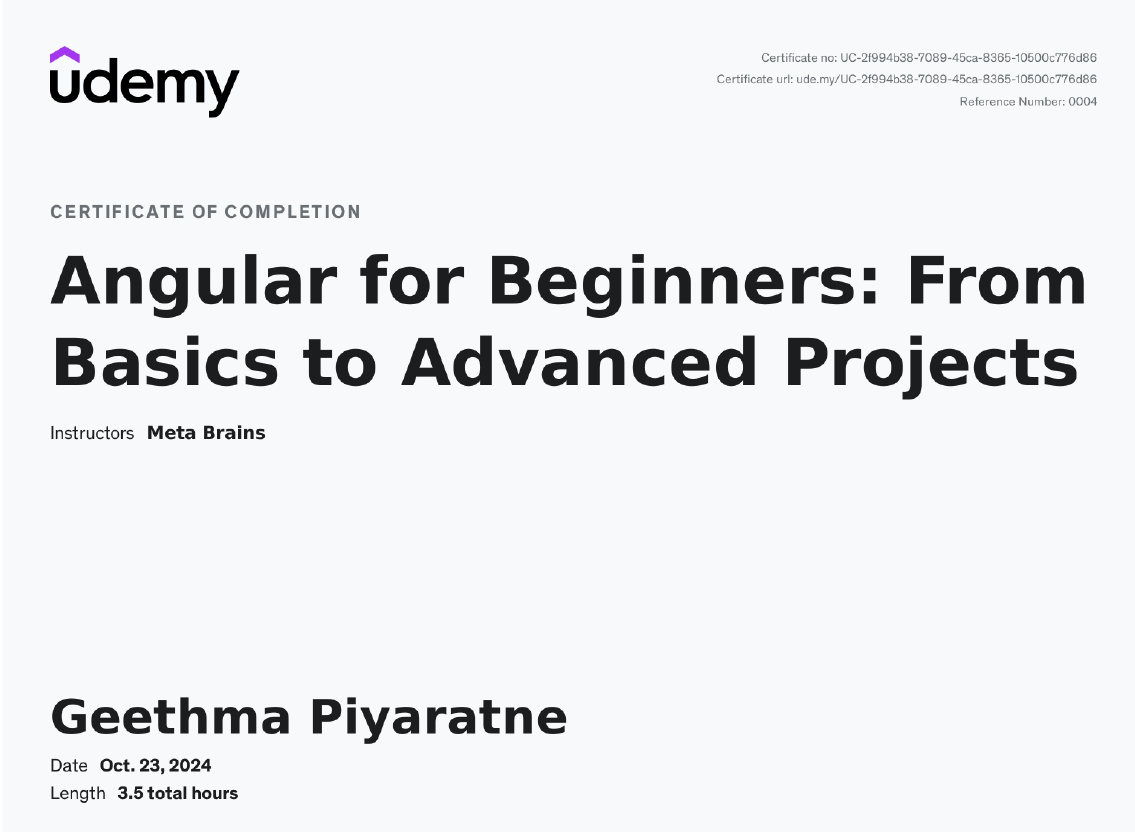 udemy
Certificate no: UC-2f994b38-7089-45ca-8365-10500c776d86
Certificate url: ude.my/UC-2f994b38-7089-45ca-8365-10500c776d86
Reference Number: 0004
CERTIFICATE OF COMPLETION
Angular for Beginners: From
Basics to Advanced Projects
Instructors Meta Brains
Geethma Piyaratne
Date Oct. 23, 2024
Length 3.5 total hours